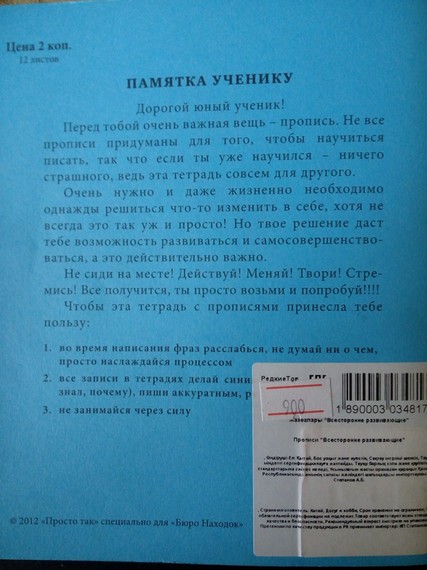 Цена 2 коп.
12 листов
ПАМЯТКА УЧЕНИКУ
Дорогой юный ученик!
Перед тобой очень важная вещь – пропись. Не все
прописи придуманы для того, чтобы научиться
писать, так что если ты уже научился – ничего
страшного, ведь эта тетрадь совсем для другого.
Очень нужно и даже жизненно необходимо
однажды решиться что-то изменить в себе, хотя не
всегда это так уж и просто! Но твое решение даст
тебе возможность развиваться и самосовершенство-
ваться, а это действительно важно.
Не сиди на месте! Действуй! Меняй! Твори! Стре-
мись! Все получится, ты просто возьми и попробуй!!!!
Чтобы эта тетрадь с прописями принесла тебе
пользу:
1. во время написания фраз расслабься, не думай ни о чем,
просто наслаждайся процессом
2. все записи в тетрадях делай
знал, почему), пиши аккуратным,
3. не занимайся через силу
900
1 890003 034817
"Всесторонне развивающие"
Прописи "Всесторонне развивающие"
© 2012 «Просто так» специально для «Бюро Находок»